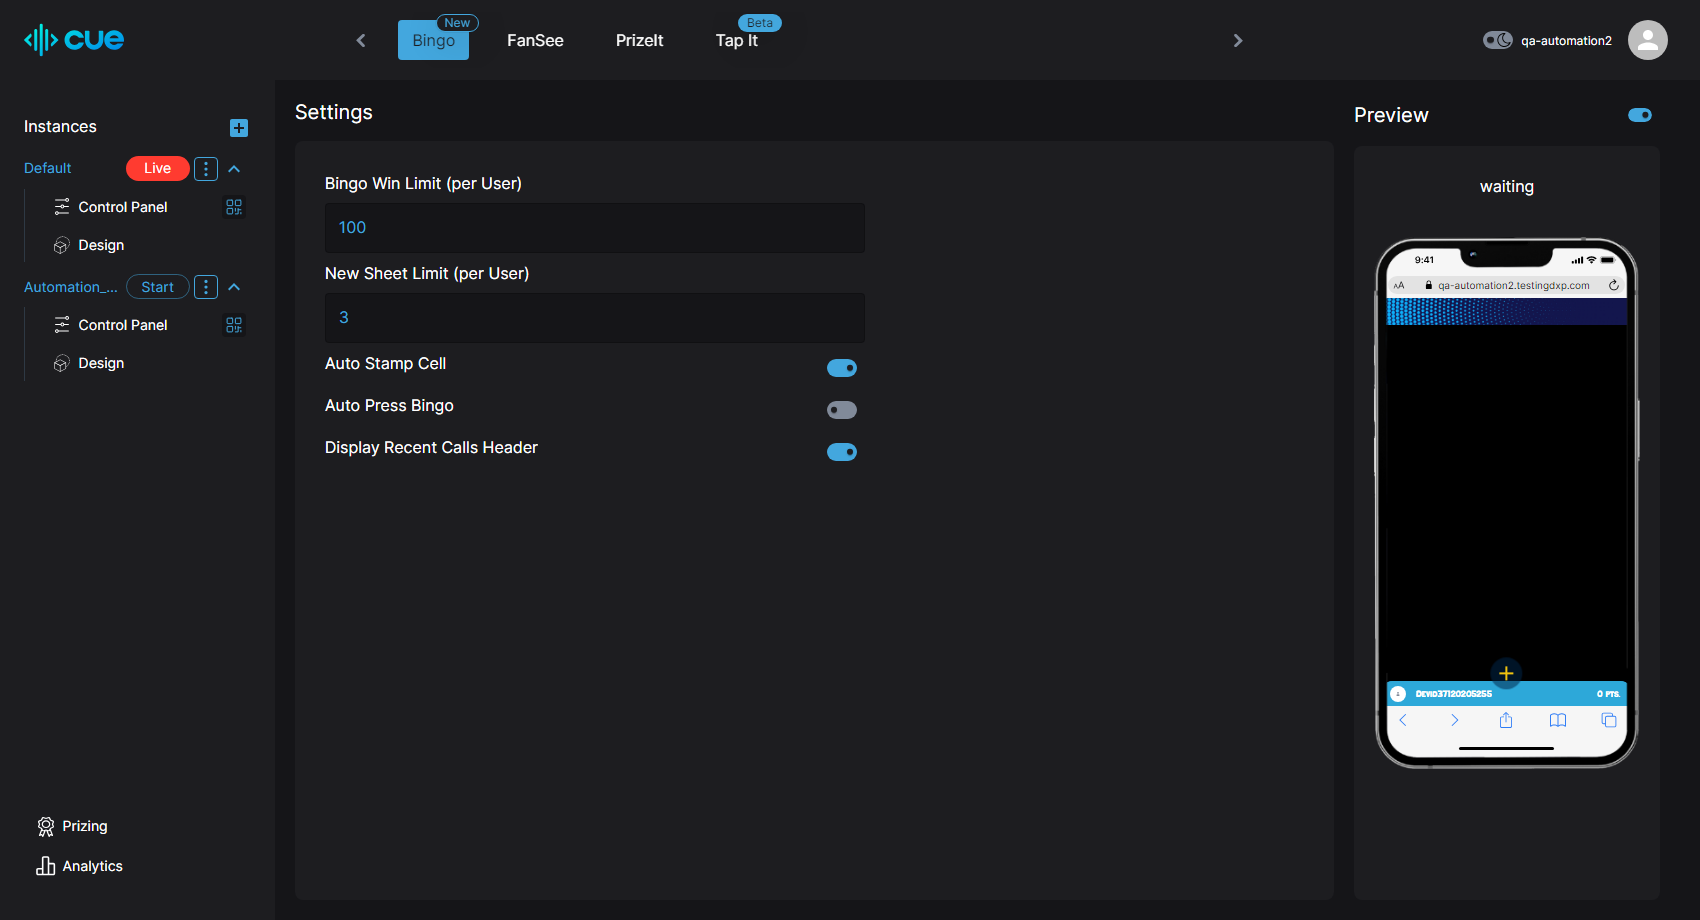 cue
Bingo
New
FanSee
PrizeIt
Tap It
Beta
qa-automation2
Instances
Default
Live
Control Panel
Design
Automation_...
Start
Control Panel
Design
Prizing
Analytics
Settings
Bingo Win Limit (per User)
100
New Sheet Limit (per User)
3
Auto Stamp Cell
Auto Press Bingo
Display Recent Calls Header
Preview
waiting
9:41
AA
qa-automation2.testingdxp.com
DEVID37120205255
0 PTS.